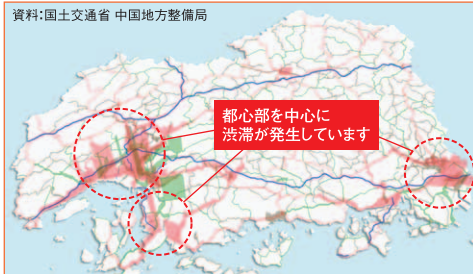 資料:国土交通省 中国地方整備局
都心部を中心に
渋滞が発生しています